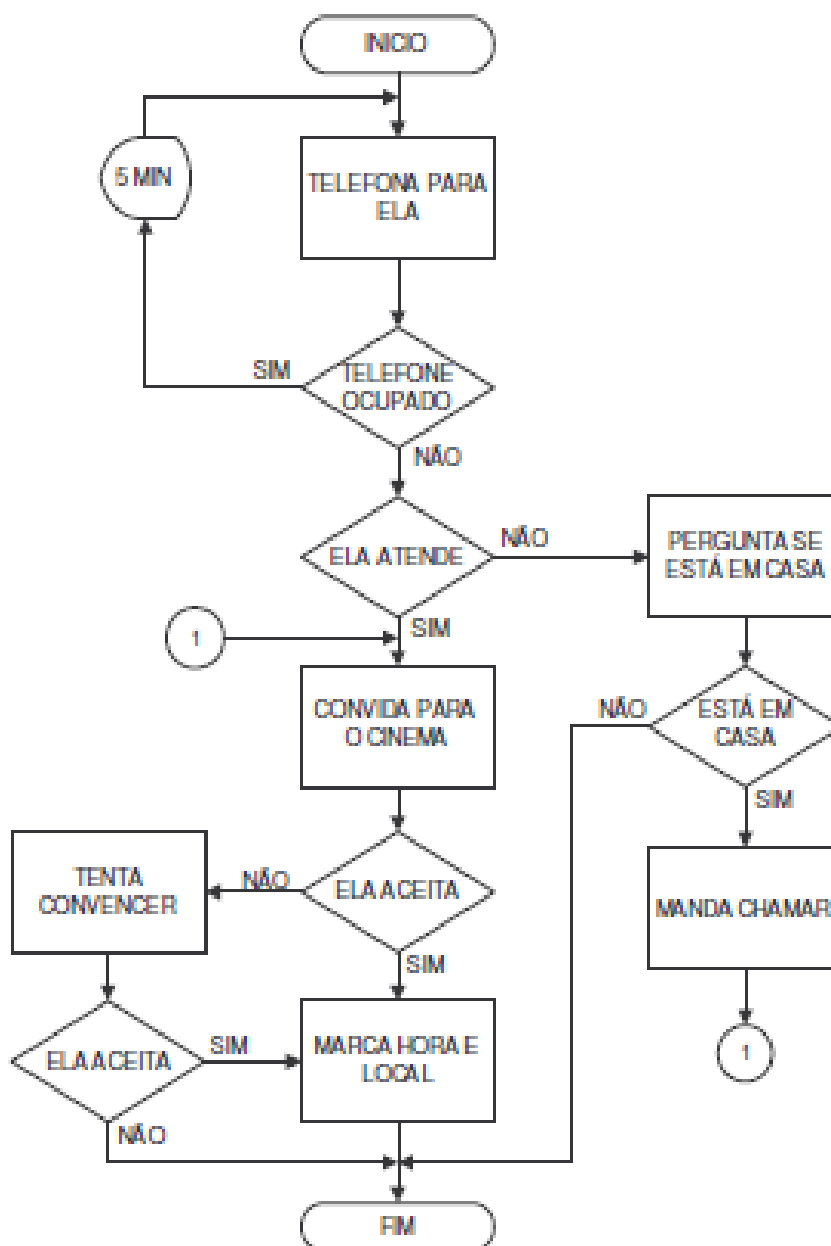 INICIO
5 MIN
TELEFONA PARA
ELA
SIM
TELEFONE
OCUPADO
NÃO
ELA ATENDE
NÃO
PERGUNTA SE
ESTÁ EM CASA
1
SIM
CONVIDA PARA
O CINEMA
NÃO
ESTÁ EM
CASA
SIM
TENTA
CONVENCER
NÃO
ELA ACEITA
MANDA CHAMAR
SIM
ELA ACEITA
SIM
MARCA HORA E
LOCAL
1
NÃO
FIM